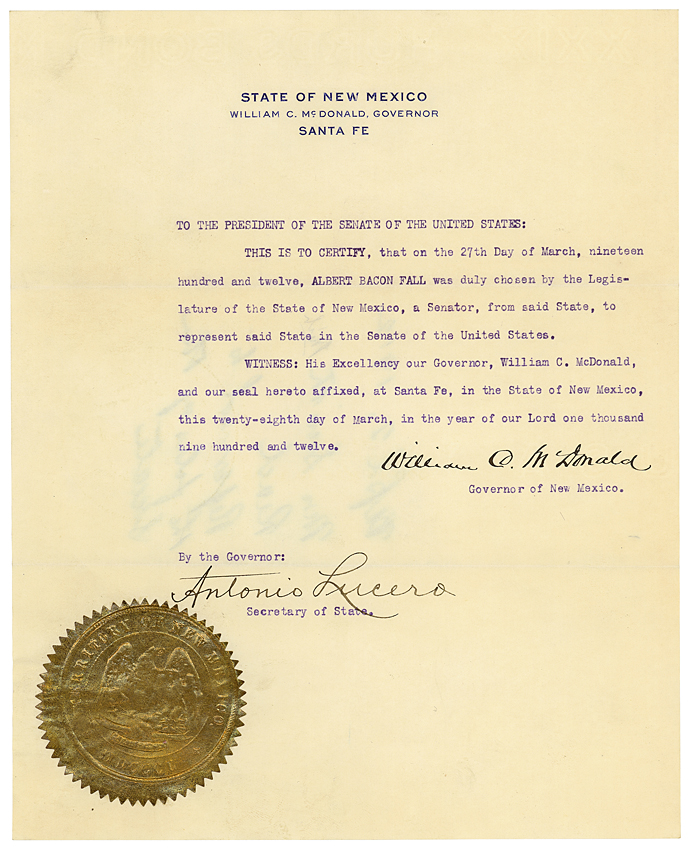 STATE OF NEW MEXICO
WILLIAM C. McDONALD, GOVERNOR
SANTA FE
TO THE PRESIDENT OF THE SENATE OF THE UNITED STATES:
THIS IS TO CERTIFY, that on the 27th Day of March, nineteen
hundred and twelve, ALBERT BACON FALL was duly chosen by the Legis-
lature of the State of New Mexico, a Senator, from said State, to
represent said State in the Senate of the United States.
WITNESS: His Excellency our Governor, William C. McDonald,
and our seal hereto affixed, at Santa Fe, in the State of New Mexico,
this twenty-eighth day of March, in the year of our Lord one thousand
nine hundred and twelve.
William C. McDonald
Governor of New Mexico.
By the Governor:
Antonio Lucero
Secretary of State.
TERRITORY OF NEW MEXICO.